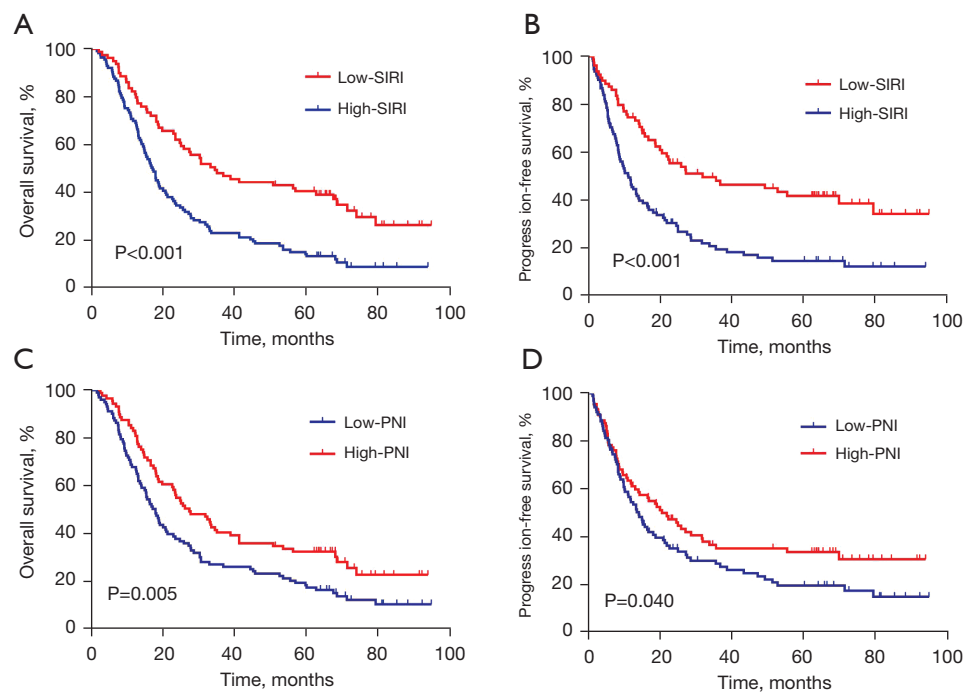 A
Overall survival, %
100
80
60
40
20
0
Low-SIRI
High-SIRI
P<0.001
0 20 40 60 80 100
Time, months
B
Progress ion-free survival, %
100
80
60
40
20
0
Low-SIRI
High-SIRI
P<0.001
0 20 40 60 80 100
Time, months
C
Overall survival, %
100
80
60
40
20
0
Low-PNI
High-PNI
P=0.005
0 20 40 60 80 100
Time, months
D
Progress ion-free survival, %
100
80
60
40
20
0
Low-PNI
High-PNI
P=0.040
0 20 40 60 80 100
Time, months